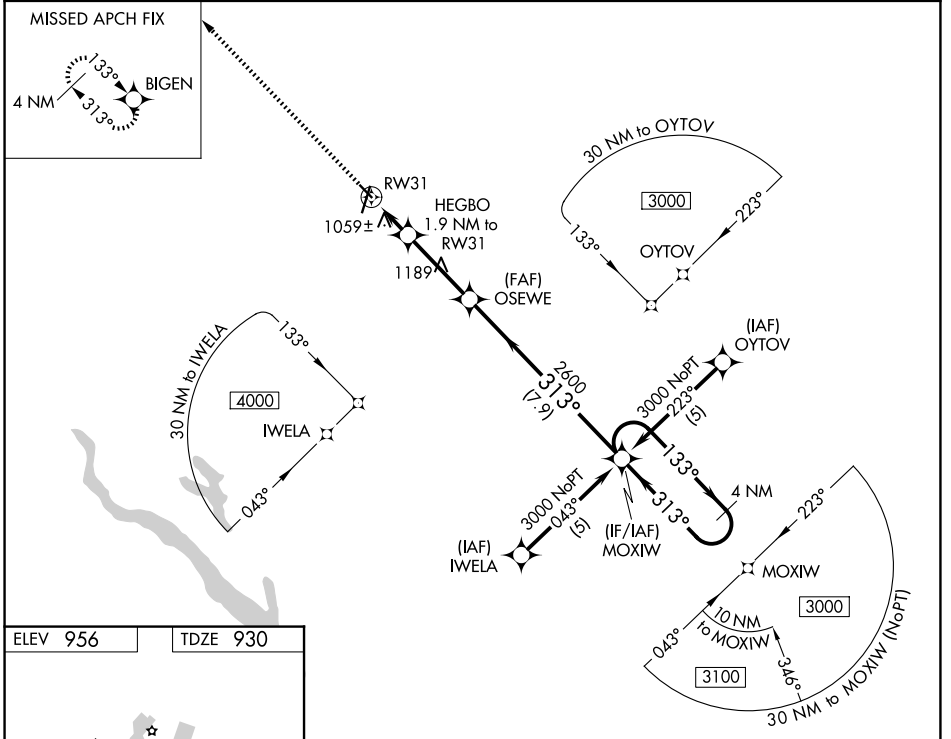 MISSED APCH FIX
133°
BIGEN
4 NM
313°
RW31
1059±
HEGBO
1.9 NM to
RW31
1189
(FAF)
OSEWE
30 NM to OYTOV
3000
133°
223°
OYTOV
(IAF)
OYTOV
30 NM to IWELA
133°
4000
IWELA
043°
2600
313°
(7.9)
3000 NoPT
223°
(5)
133°
4 NM
313°
3000 NoPT
043°
(5)
(IAF)
IWELA
(IF/IAF)
MOXIW
223°
MOXIW
3000
043°
10 NM
to MOXIW
346°
3100
30 NM to MOXIW (NoPT)
ELEV 956
TDZE 930